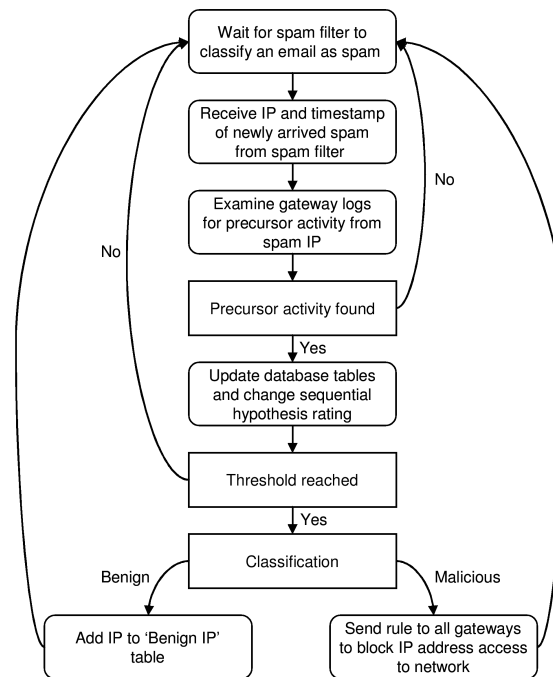 Wait for spam filter to
classify an email as spam
Receive IP and timestamp
of newly arrived spam
from spam filter
No
Examine gateway logs
for precursor activity from
spam IP
No
Precursor activity found
Yes
Update database tables
and change sequential
hypothesis rating
Threshold reached
Yes
Classification
Benign
Malicious
Add IP to ‘Benign IP’
table
Send rule to all gateways
to block IP address access
to network